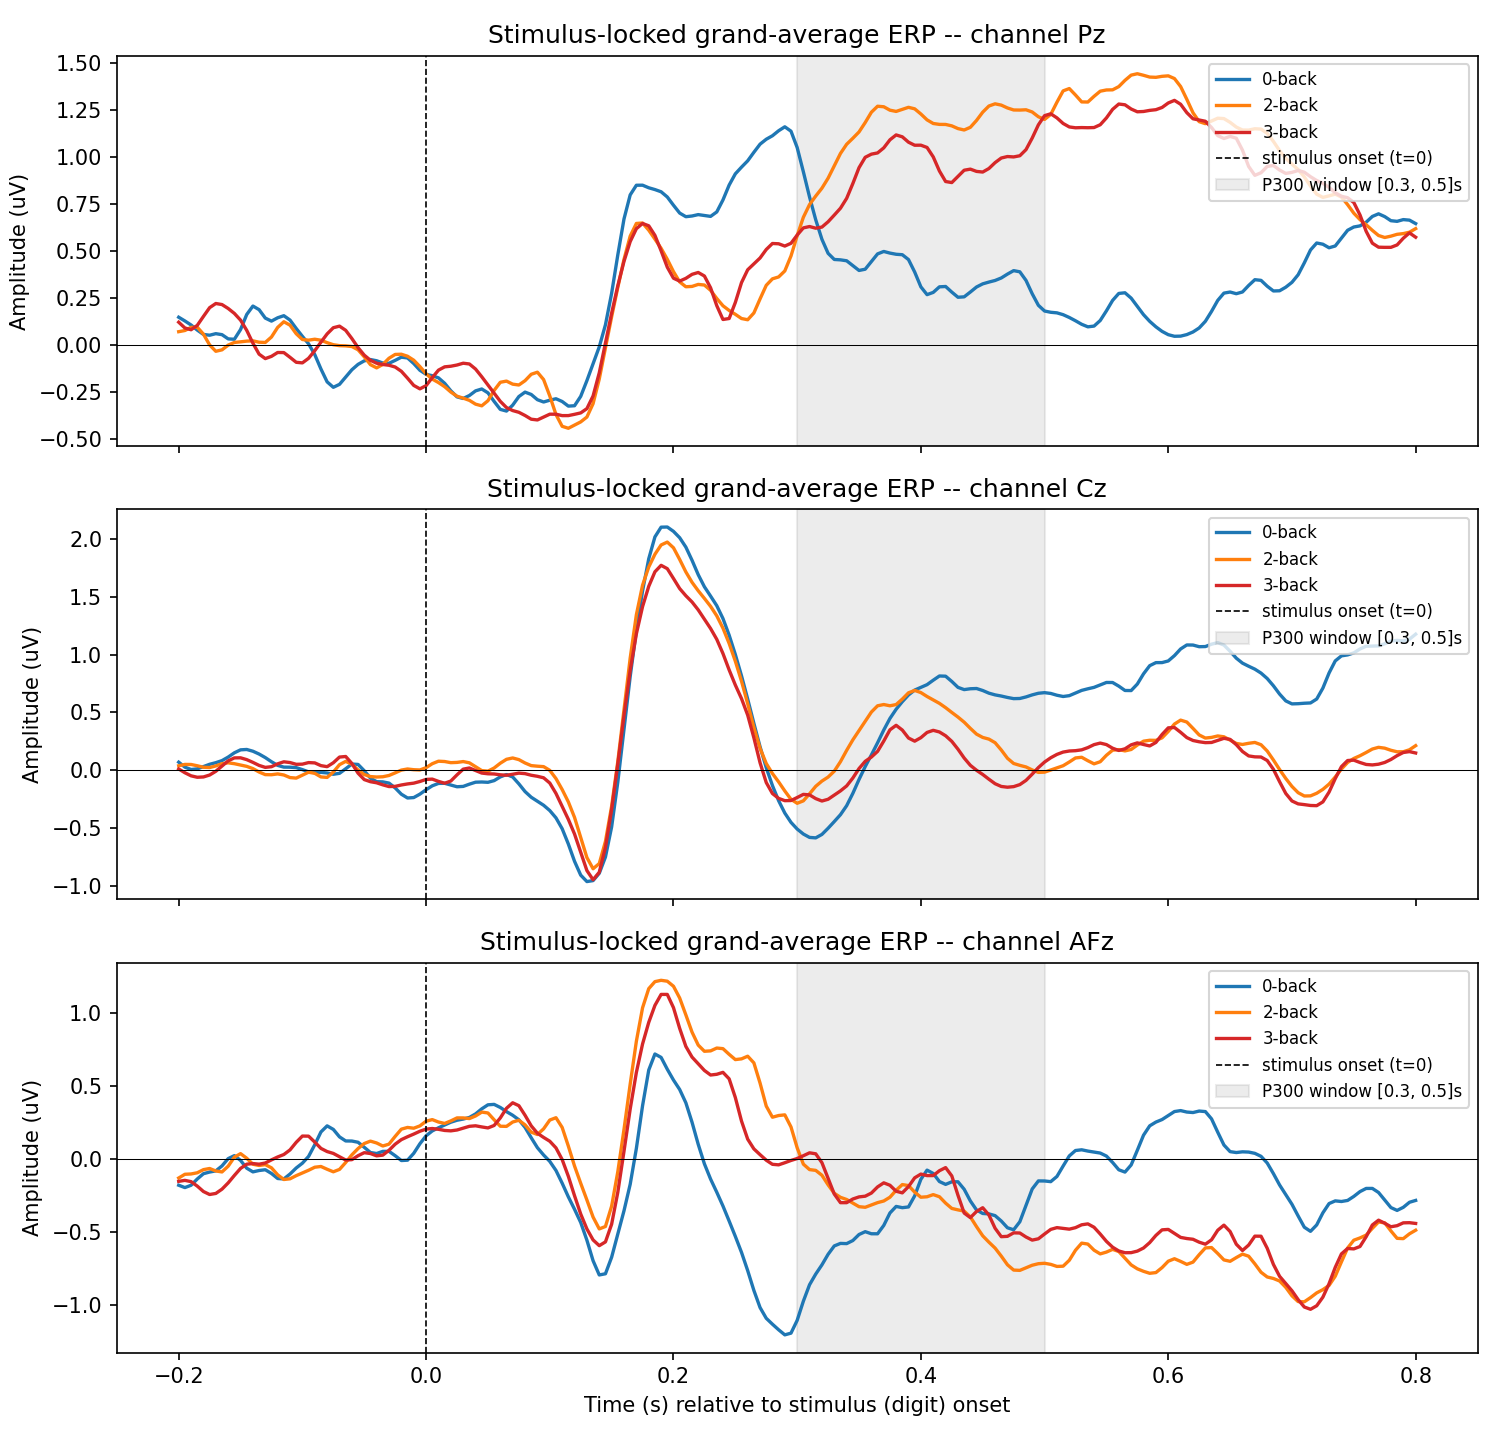 Stimulus-locked grand-average ERP -- channel Pz
Amplitude (uV)
1.50
1.25
1.00
0.75
0.50
0.25
0.00
−0.25
−0.50
0-back
2-back
3-back
stimulus onset (t=0)
P300 window [0.3, 0.5]s
Stimulus-locked grand-average ERP -- channel Cz
Amplitude (uV)
2.0
1.5
1.0
0.5
0.0
−0.5
−1.0
0-back
2-back
3-back
stimulus onset (t=0)
P300 window [0.3, 0.5]s
Stimulus-locked grand-average ERP -- channel AFz
Amplitude (uV)
1.0
0.5
0.0
−0.5
−1.0
0-back
2-back
3-back
stimulus onset (t=0)
P300 window [0.3, 0.5]s
−0.2 0.0 0.2 0.4 0.6 0.8
Time (s) relative to stimulus (digit) onset